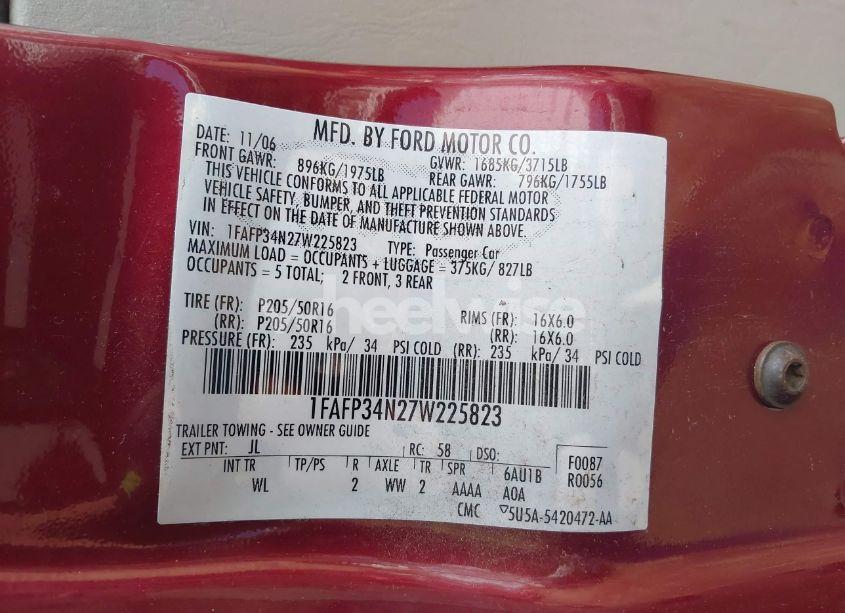 MFD. BY FORD MOTOR CO.
DATE: 11/06 GVWR: 1685KG/3715LB
FRONT GAWR: 896KG/1975LB REAR GAWR: 796KG/1755LB
THIS VEHICLE CONFORMS TO ALL APPLICABLE FEDERAL MOTOR
VEHICLE SAFETY, BUMPER, AND THEFT PREVENTION STANDARDS
IN EFFECT ON THE DATE OF MANUFACTURE SHOWN ABOVE.
VIN: 1FAFP34N27W225823 TYPE: Passenger Car
MAXIMUM LOAD = OCCUPANTS + LUGGAGE = 375KG/ 827LB
OCCUPANTS = 5 TOTAL; 2 FRONT, 3 REAR
TIRE (FR): P205/50R16 RIMS (FR): 16X6.0
(RR): P205/50R16 (RR): 16X6.0
PRESSURE (FR): 235 kPa/ 34 PSI COLD (RR): 235 kPa/ 34 PSI COLD
1FAFP34N27W225823
TRAILER TOWING - SEE OWNER GUIDE
EXT PNT: JL RC: 58 DSO: F0087
INT TR TP/PS R AXLE TR SPR 6AU1B R0056
WL 2 WW 2 AAAA A0A
CMC ▽5U5A-5420472-AA
heelwise